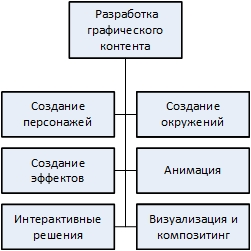 Разработка
графического
контента
Создание
персонажей
Создание
окружений
Создание
эффектов
Анимация
Интерактивные
решения
Визуализация и
композитинг